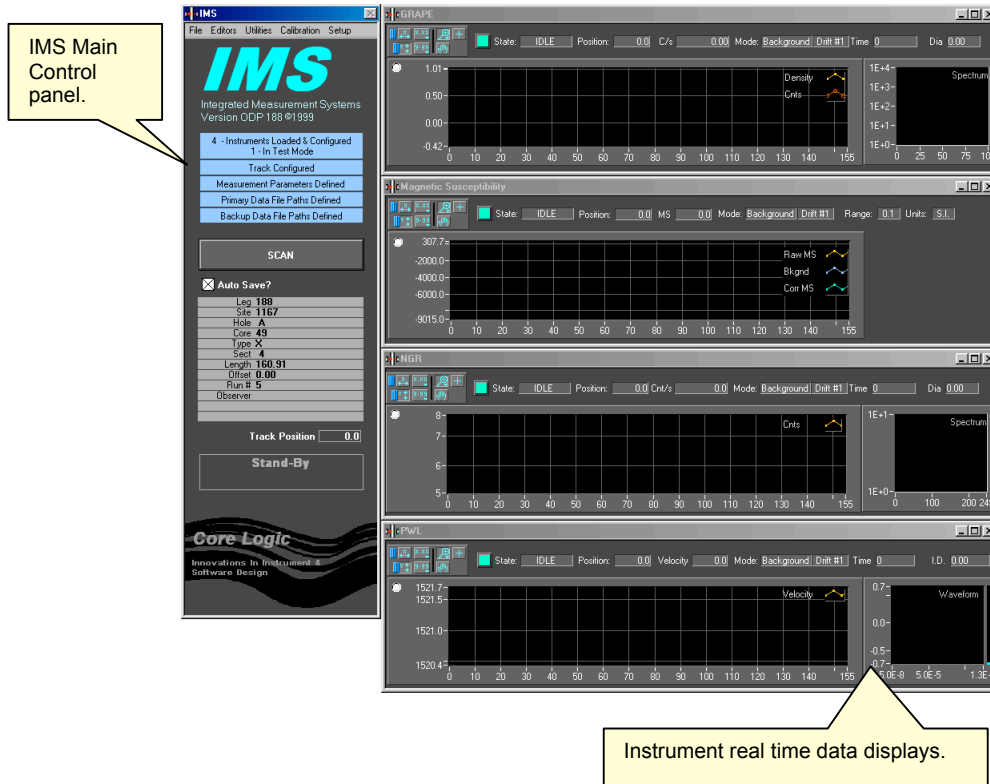 IMS Main
Control
panel.
IMS
File Editors Utilities Calibration Setup
IMS
Integrated Measurement Systems
Version ODP 188 ©1999
4 - Instruments Loaded & Configured
1 - In Test Mode
Track Configured
Measurement Parameters Defined
Primary Data File Paths Defined
Backup Data File Paths Defined
SCAN
Auto Save?
Leg 188
Site 1167
Hole A
Core 49
Type X
Sect 4
Length 160.91
Offset 0.00
Run # 5
Observer
Track Position 0.0
Stand-By
Core Logic
Innovations In Instrument &
Software Design
GRAPE
State: IDLE Position: 0.0 C/s 0.00 Mode: Background Drift #1 Time 0 Dia 0.00
1.01
0.50
0.00
-0.42
Density
Cnts
0 10 20 30 40 50 60 70 80 90 100 110 120 130 140 155
1E+4
1E+3
1E+2
1E+1
1E+0
Spectrum
0 25 50 75 10
Magnetic Susceptibility
State: IDLE Position: 0.0 MS 0.0 Mode: Background Drift #1 Range: 0.1 Units: S.I.
307.7
-2000.0
-4000.0
-6000.0
-9015.0
Raw MS
Bkgnd
Corr MS
0 10 20 30 40 50 60 70 80 90 100 110 120 130 140 155
NGR
State: IDLE Position: 0.0 Cnt/s 0.0 Mode: Background Drift #1 Time 0 Dia 0.00
8
7
6
5
Cnts
0 10 20 30 40 50 60 70 80 90 100 110 120 130 140 155
1E+1
1E+0
Spectrum
0 100 200 24
PWL
State: IDLE Position: 0.0 Velocity 0.0 Mode: Background Drift #1 Time 0 I.D. 0.00
1521.7
1521.5
1521.0
1520.4
Velocity
0 10 20 30 40 50 60 70 80 90 100 110 120 130 140 155
0.7
0.0
-0.5
-0.7
Waveform
5.0E-8 5.0E-5 1.3E-
Instrument real time data displays.